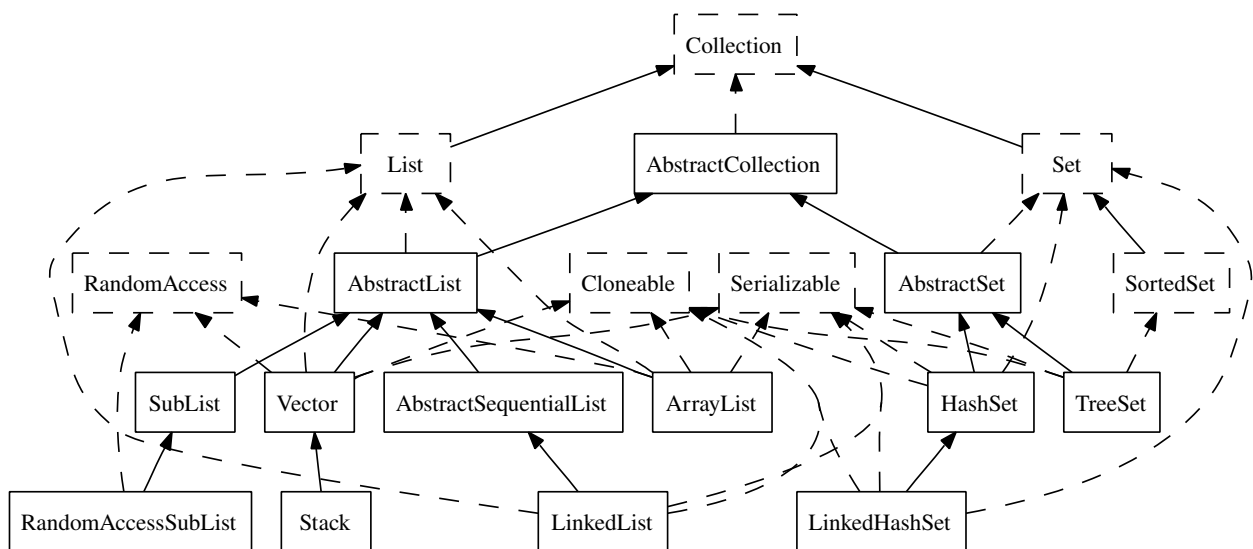 Collection
List
AbstractCollection
Set
RandomAccess
AbstractList
Cloneable
Serializable
AbstractSet
SortedSet
SubList
Vector
AbstractSequentialList
ArrayList
HashSet
TreeSet
RandomAccessSubList
Stack
LinkedList
LinkedHashSet